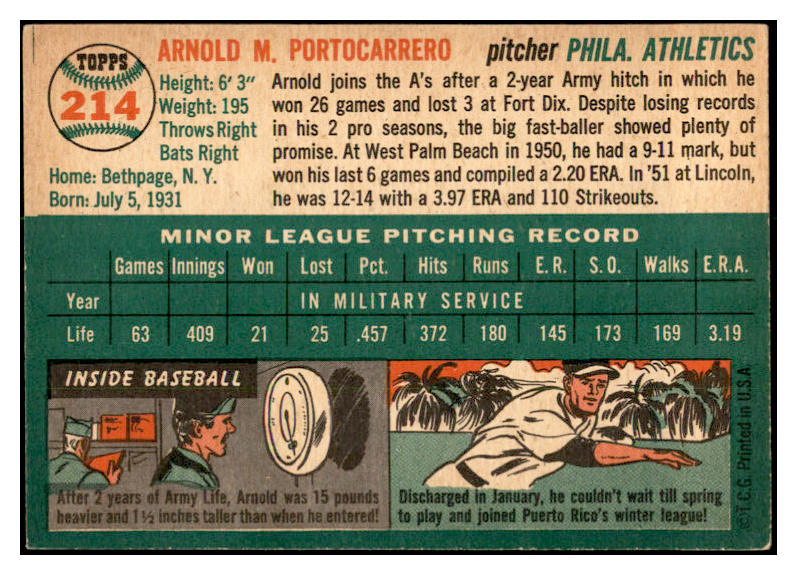 TOPPS
214
ARNOLD M. PORTOCARRERO pitcher PHILA. ATHLETICS
Height: 6' 3"
Weight: 195
Throws Right
Bats Right
Home: Bethpage, N. Y.
Born: July 5, 1931
Arnold joins the A's after a 2-year Army hitch in which he
won 26 games and lost 3 at Fort Dix. Despite losing records
in his 2 pro seasons, the big fast-baller showed plenty of
promise. At West Palm Beach in 1950, he had a 9-11 mark, but
won his last 6 games and compiled a 2.20 ERA. In '51 at Lincoln,
he was 12-14 with a 3.97 ERA and 110 Strikeouts.
MINOR LEAGUE PITCHING RECORD
Games Innings Won Lost Pct. Hits Runs E.R. S.O. Walks E.R.A.
Year IN MILITARY SERVICE
Life 63 409 21 25 .457 372 180 145 173 169 3.19
INSIDE BASEBALL
After 2 years of Army Life, Arnold was 15 pounds
heavier and 1½ inches taller than when he entered!
Discharged in January, he couldn't wait till spring
to play and joined Puerto Rico's winter league!
© T.C.G. Printed in U.S.A.